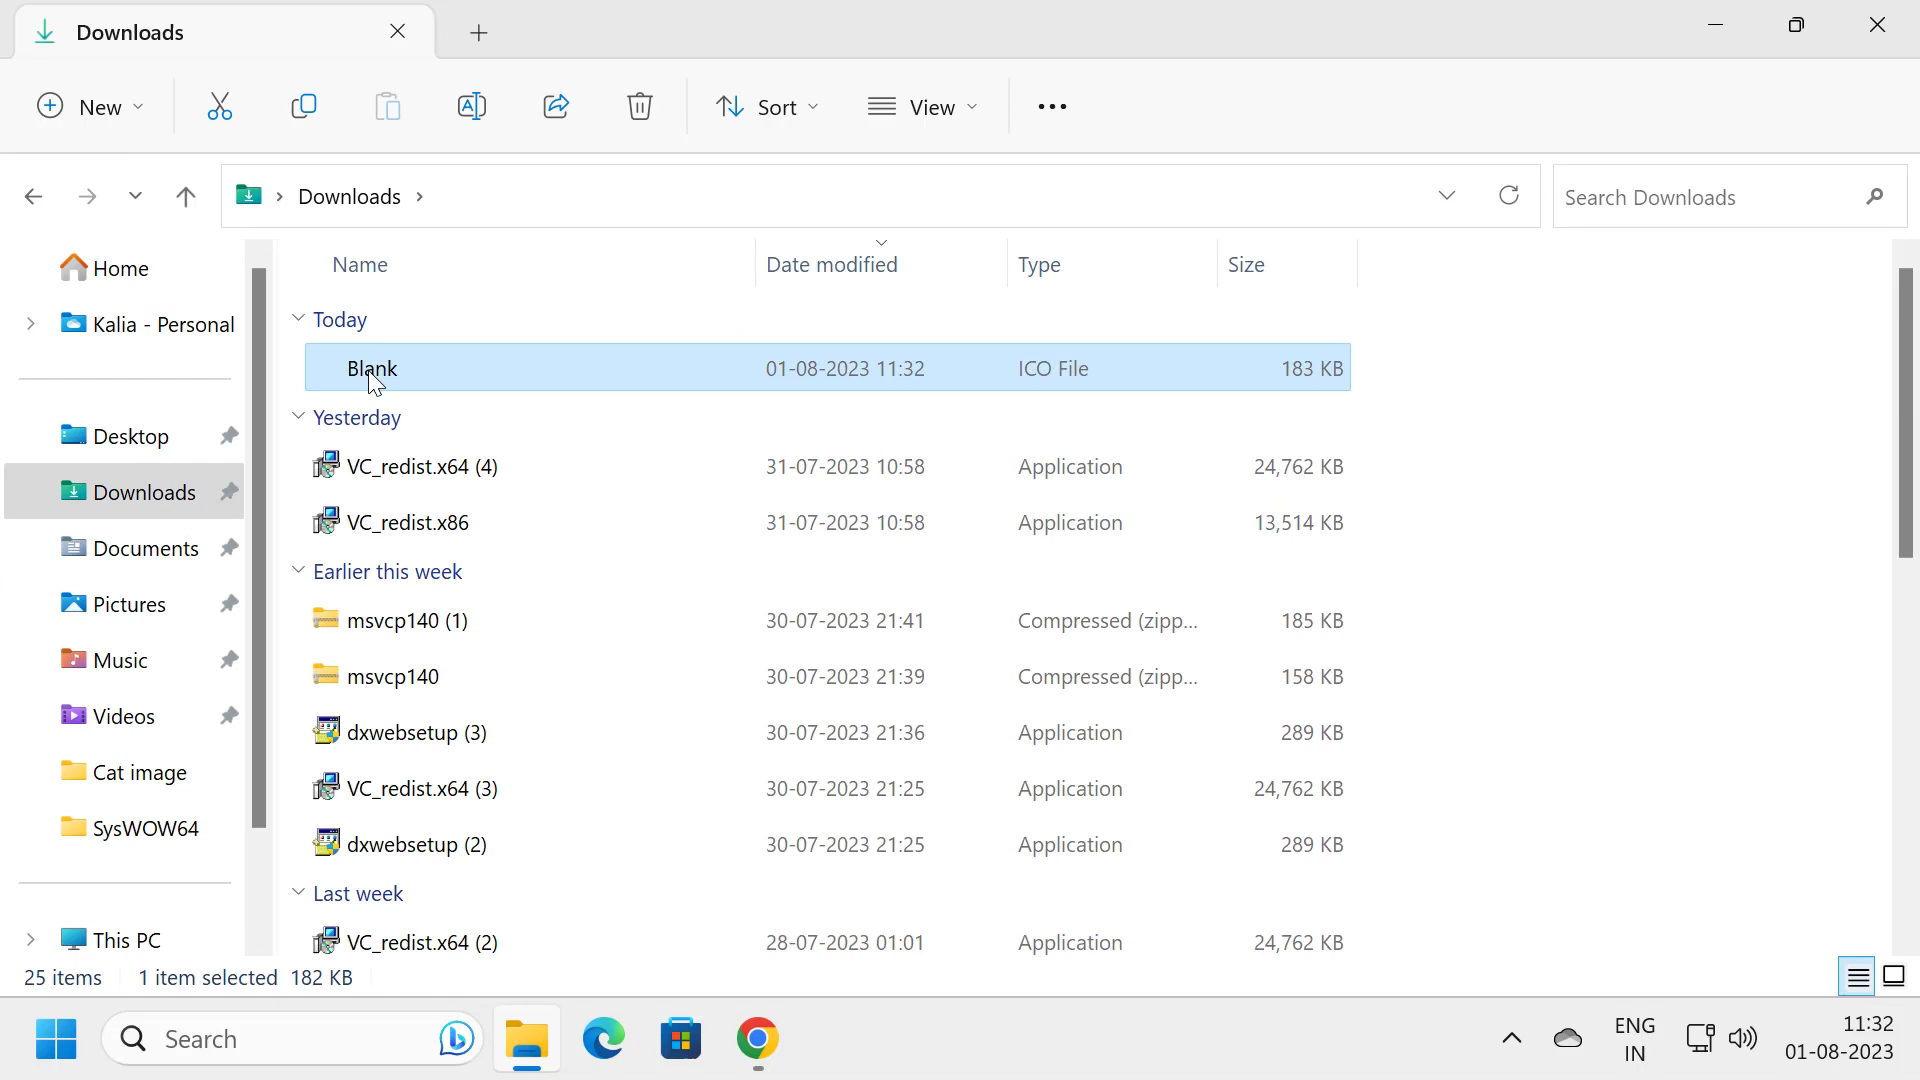 Downloads
New
Sort
View
Downloads
Search Downloads
Home
Kalia - Personal
Desktop
Downloads
Documents
Pictures
Music
Videos
Cat image
SysWOW64
This PC
Name Date modified Type Size
Today
Blank 01-08-2023 11:32 ICO File 183 KB
Yesterday
VC_redist.x64 (4) 31-07-2023 10:58 Application 24,762 KB
VC_redist.x86 31-07-2023 10:58 Application 13,514 KB
Earlier this week
msvcp140 (1) 30-07-2023 21:41 Compressed (zipp... 185 KB
msvcp140 30-07-2023 21:39 Compressed (zipp... 158 KB
dxwebsetup (3) 30-07-2023 21:36 Application 289 KB
VC_redist.x64 (3) 30-07-2023 21:25 Application 24,762 KB
dxwebsetup (2) 30-07-2023 21:25 Application 289 KB
Last week
VC_redist.x64 (2) 28-07-2023 01:01 Application 24,762 KB
25 items 1 item selected 182 KB
Search
ENG
IN
11:32
01-08-2023